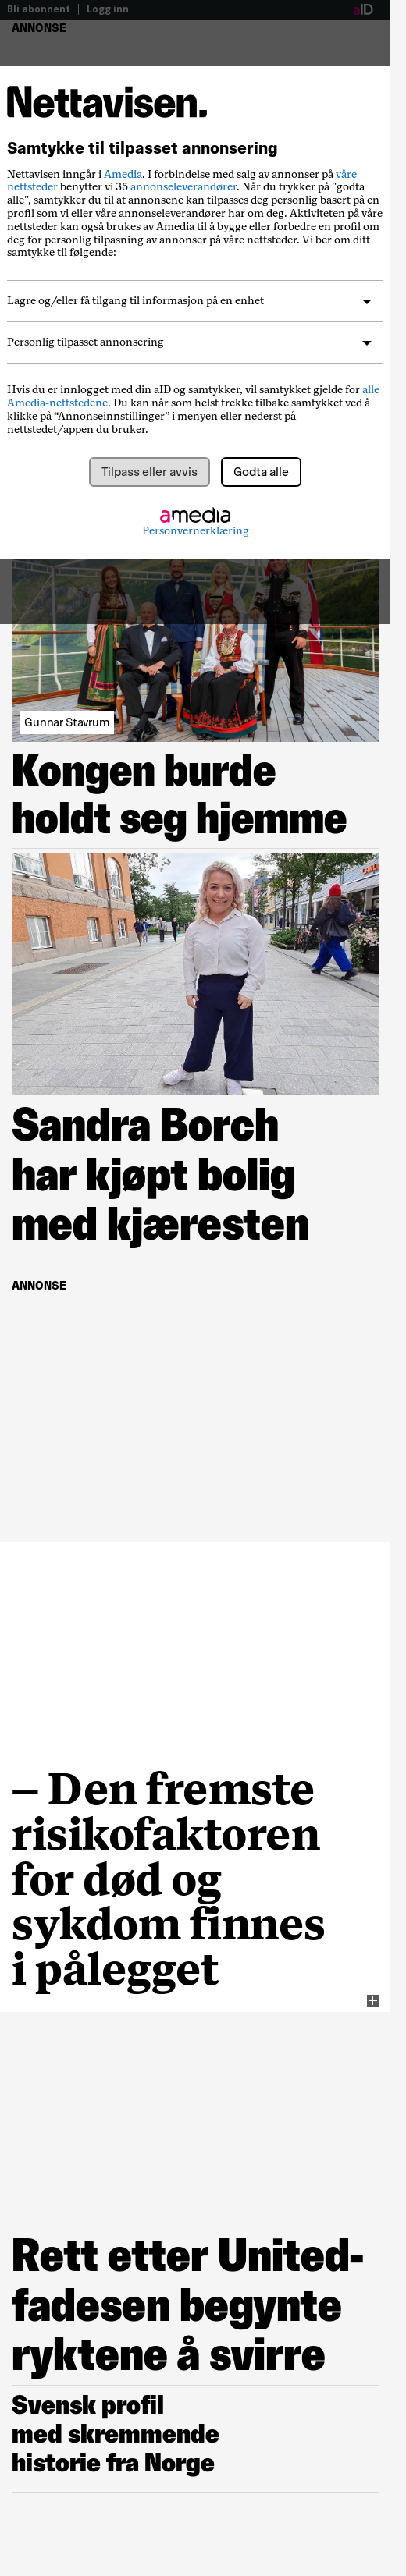 Bli abonnent | Logg inn
aID
ANNONSE
Nettavisen.
Samtykke til tilpasset annonsering
Nettavisen inngår i Amedia. I forbindelse med salg av annonser på våre
nettsteder benytter vi 35 annonseleverandører. Når du trykker på "godta
alle", samtykker du til at annonsene kan tilpasses deg personlig basert på en
profil som vi eller våre annonseleverandører har om deg. Aktiviteten på våre
nettsteder kan også brukes av Amedia til å bygge eller forbedre en profil om
deg for personlig tilpasning av annonser på våre nettsteder. Vi ber om ditt
samtykke til følgende:
Lagre og/eller få tilgang til informasjon på en enhet
Personlig tilpasset annonsering
Hvis du er innlogget med din aID og samtykker, vil samtykket gjelde for alle
Amedia-nettstedene. Du kan når som helst trekke tilbake samtykket ved å
klikke på “Annonseinnstillinger” i menyen eller nederst på
nettstedet/appen du bruker.
Tilpass eller avvis
Godta alle
amedia
Personvernerklæring
Gunnar Stavrum
Kongen burde
holdt seg hjemme
Sandra Borch
har kjøpt bolig
med kjæresten
ANNONSE
– Den fremste
risikofaktoren
for død og
sykdom finnes
i pålegget
Rett etter United-
fadesen begynte
ryktene å svirre
Svensk profil
med skremmende
historie fra Norge